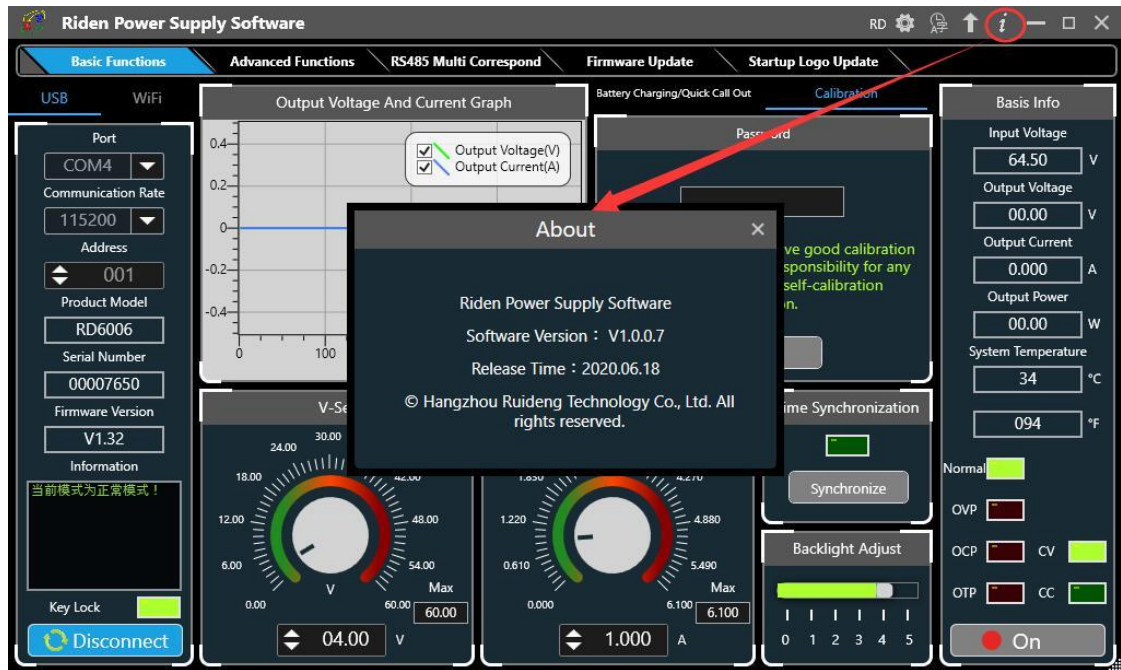 Riden Power Supply Software
RD
Basic Functions
Advanced Functions
RS485 Multi Correspond
Firmware Update
Startup Logo Update
USB
WiFi
Port
COM4
Communication Rate
115200
Address
001
Product Model
RD6006
Serial Number
00007650
Firmware Version
V1.32
Information
当前模式为正常模式！
Key Lock
Disconnect
Output Voltage And Current Graph
Output Voltage(V)
Output Current(A)
0.4
0.2
0
-0.2
-0.4
0
100
Battery Charging/Quick Call Out
Calibration
Password
good calibration
for any
self-calibration
About
Riden Power Supply Software
Software Version： V1.0.0.7
Release Time：2020.06.18
© Hangzhou Ruideng Technology Co., Ltd. All
rights reserved.
0.00
6.00
12.00
18.00
24.00
30.00
42.00
48.00
54.00
60.00
V
Max
60.00
04.00 V
0.000
0.610
1.220
1.830
4.270
4.880
5.490
6.100
Max
6.100
1.000 A
Synchronization
Synchronize
Backlight Adjust
0 1 2 3 4 5
Basis Info
Input Voltage
64.50 V
Output Voltage
00.00 V
Output Current
0.000 A
Output Power
00.00 W
System Temperature
34 °C
094 °F
Normal
OVP
OCP CV
OTP CC
On